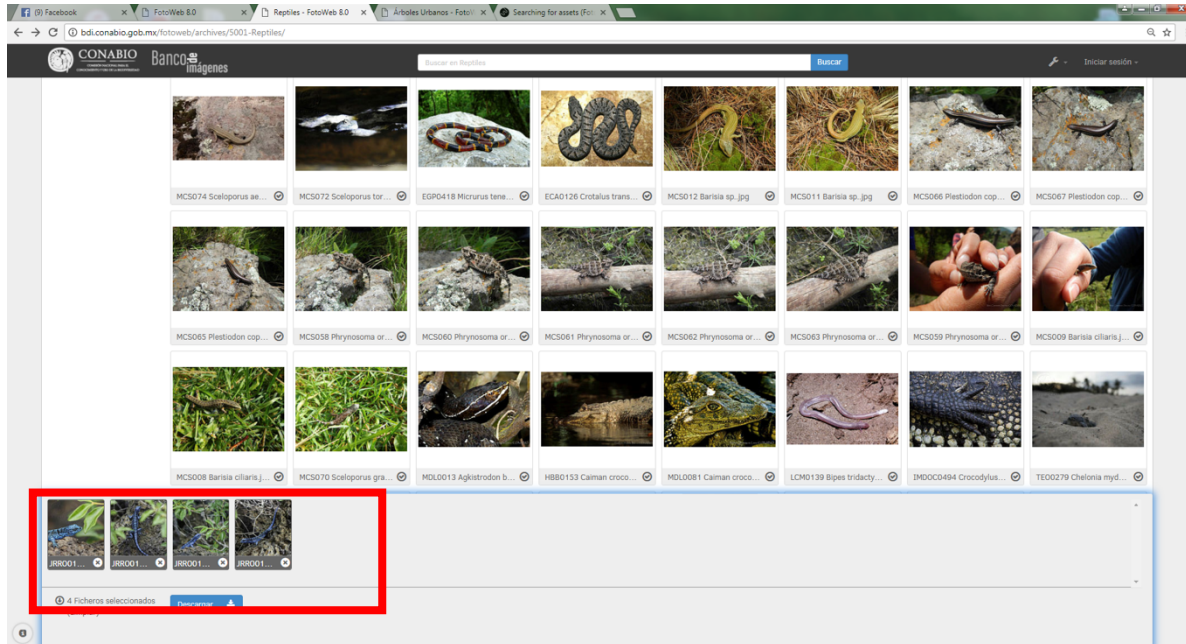 (9) Facebook
FotoWeb 8.0
Reptiles - FotoWeb 8.0
Árboles Urbanos - FotoW
Searching for assets (Fot
bdi.conabio.gob.mx/fotoweb/archives/5001-Reptiles/
CONABIO
Banco de imágenes
Buscar en Reptiles
Buscar
Iniciar sesión
MCS074 Sceloporus ae...
MCS072 Sceloporus tor...
EGP0418 Micrurus tene...
ECA0126 Crotalus trans...
MCS012 Barisia sp.jpg
MCS011 Barisia sp.jpg
MCS066 Plestiodon cop...
MCS067 Plestiodon cop...
MCS065 Plestiodon cop...
MCS058 Phrynosoma or...
MCS060 Phrynosoma or...
MCS061 Phrynosoma or...
MCS062 Phrynosoma or...
MCS063 Phrynosoma or...
MCS059 Phrynosoma or...
MCS009 Barisia ciliaris.j...
MCS008 Barisia ciliaris.j...
MCS070 Sceloporus gra...
MDL0013 Agkistrodon b...
HBB0153 Caiman croco...
MDL0081 Caiman croco...
LCM0139 Bipes tridacty...
IMDOC0494 Crocodylus...
TEO0279 Chelonia myd...
JRR001...
JRR001...
JRR001...
JRR001...
4 Ficheros seleccionados
Descargar